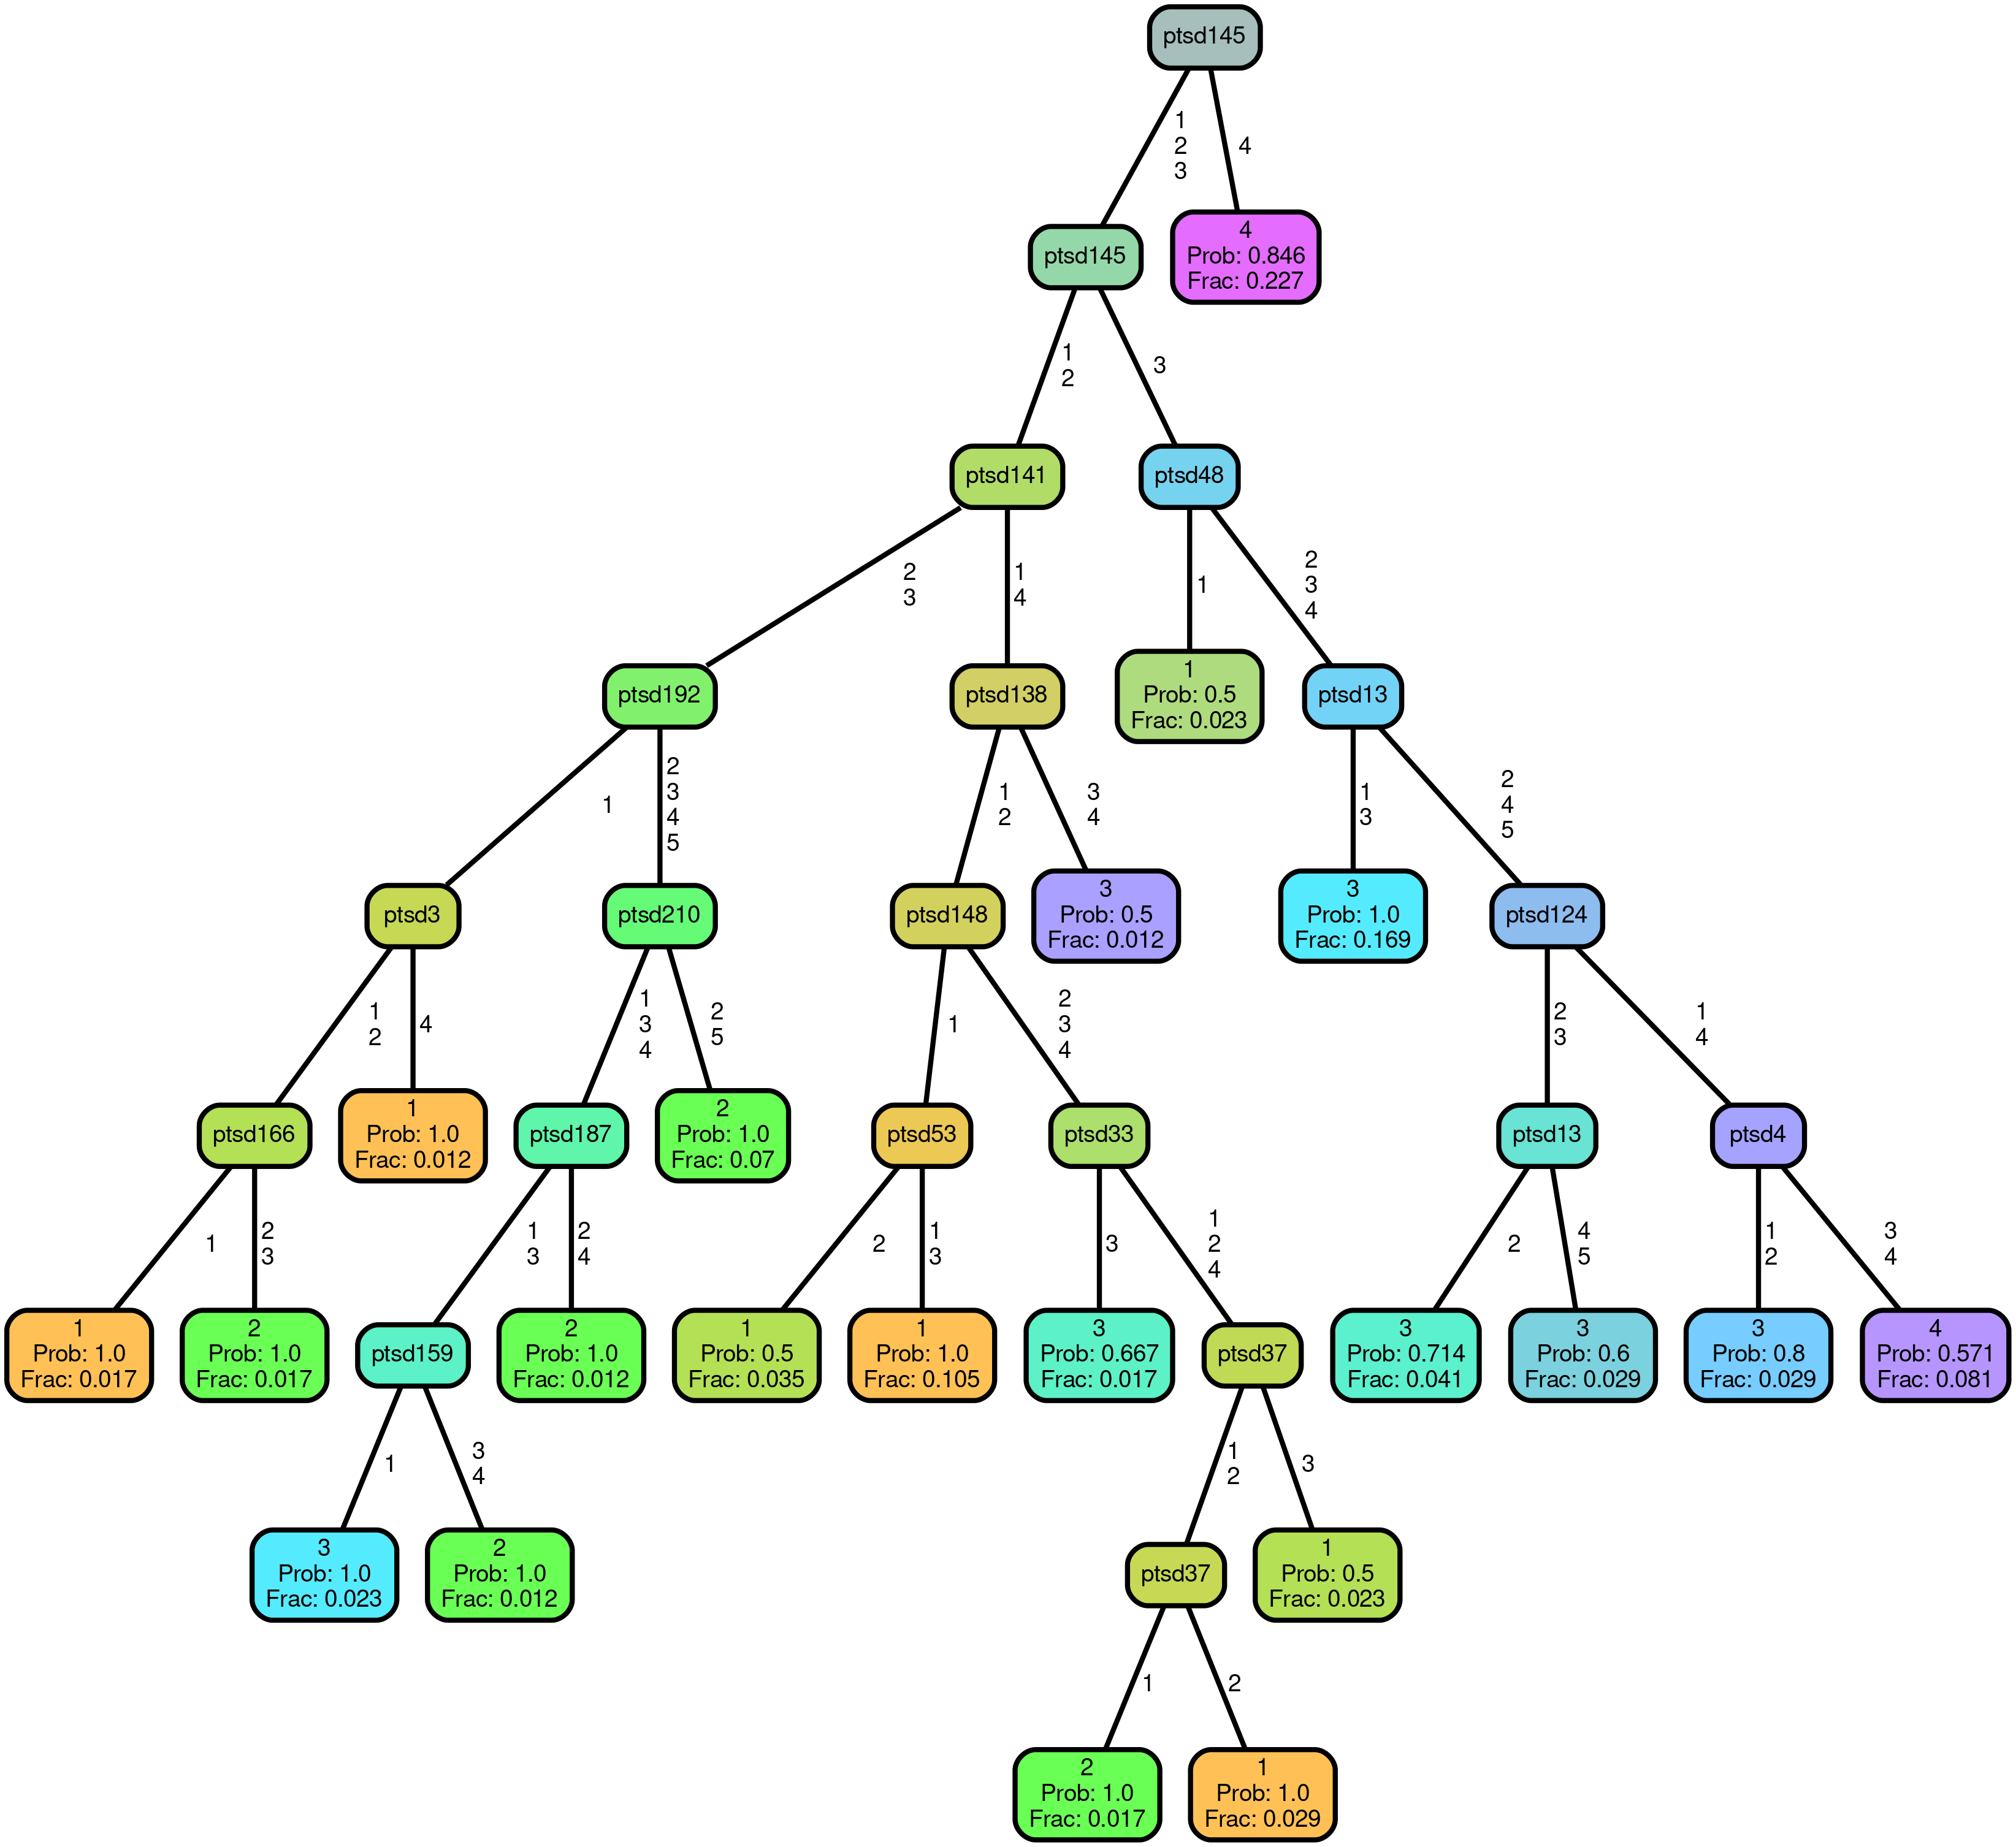 ptsd145
1
2
3
4
ptsd145
4
Prob: 0.846
Frac: 0.227
1
2
3
ptsd141
ptsd48
2
3
1
4
1
2
3
4
ptsd192
ptsd138
1
Prob: 0.5
Frac: 0.023
ptsd13
1
2
3
4
5
1
2
3
4
1
3
2
4
5
ptsd3
ptsd210
ptsd148
3
Prob: 0.5
Frac: 0.012
3
Prob: 1.0
Frac: 0.169
ptsd124
1
2
4
1
3
4
2
5
1
2
3
4
2
3
1
4
ptsd166
1
Prob: 1.0
Frac: 0.012
ptsd187
2
Prob: 1.0
Frac: 0.07
ptsd53
ptsd33
ptsd13
ptsd4
1
2
3
1
3
2
4
2
1
3
3
1
2
4
2
4
5
1
2
3
4
1
Prob: 1.0
Frac: 0.017
2
Prob: 1.0
Frac: 0.017
ptsd159
2
Prob: 1.0
Frac: 0.012
1
Prob: 0.5
Frac: 0.035
1
Prob: 1.0
Frac: 0.105
3
Prob: 0.667
Frac: 0.017
ptsd37
3
Prob: 0.714
Frac: 0.041
3
Prob: 0.6
Frac: 0.029
3
Prob: 0.8
Frac: 0.029
4
Prob: 0.571
Frac: 0.081
1
3
4
1
2
3
3
Prob: 1.0
Frac: 0.023
2
Prob: 1.0
Frac: 0.012
ptsd37
1
Prob: 0.5
Frac: 0.023
1
2
2
Prob: 1.0
Frac: 0.017
1
Prob: 1.0
Frac: 0.029